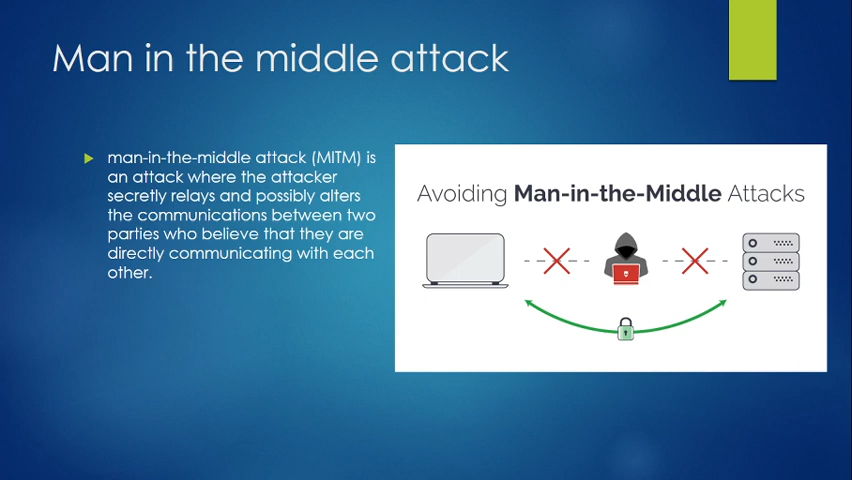 Man in the middle attack
man-in-the-middle attack (MITM) is
an attack where the attacker
secretly relays and possibly alters
the communications between two
parties who believe that they are
directly communicating with each
other.
Avoiding Man-in-the-Middle Attacks